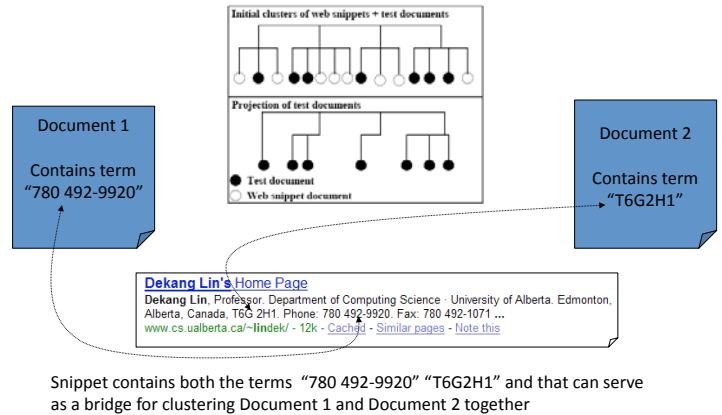 Initial clusters of web snippets + test documents
Projection of test documents
Test document
Web snippet document
Document 1
Contains term
“780 492-9920”
Document 2
Contains term
“T6G2H1”
Dekang Lin's Home Page
Dekang Lin, Professor. Department of Computing Science · University of Alberta. Edmonton,
Alberta, Canada, T6G 2H1. Phone: 780 492-9920. Fax: 780 492-1071 ...
www.cs.ualberta.ca/~lindek/ - 12k - Cached - Similar pages - Note this
Snippet contains both the terms “780 492-9920” “T6G2H1” and that can serve
as a bridge for clustering Document 1 and Document 2 together